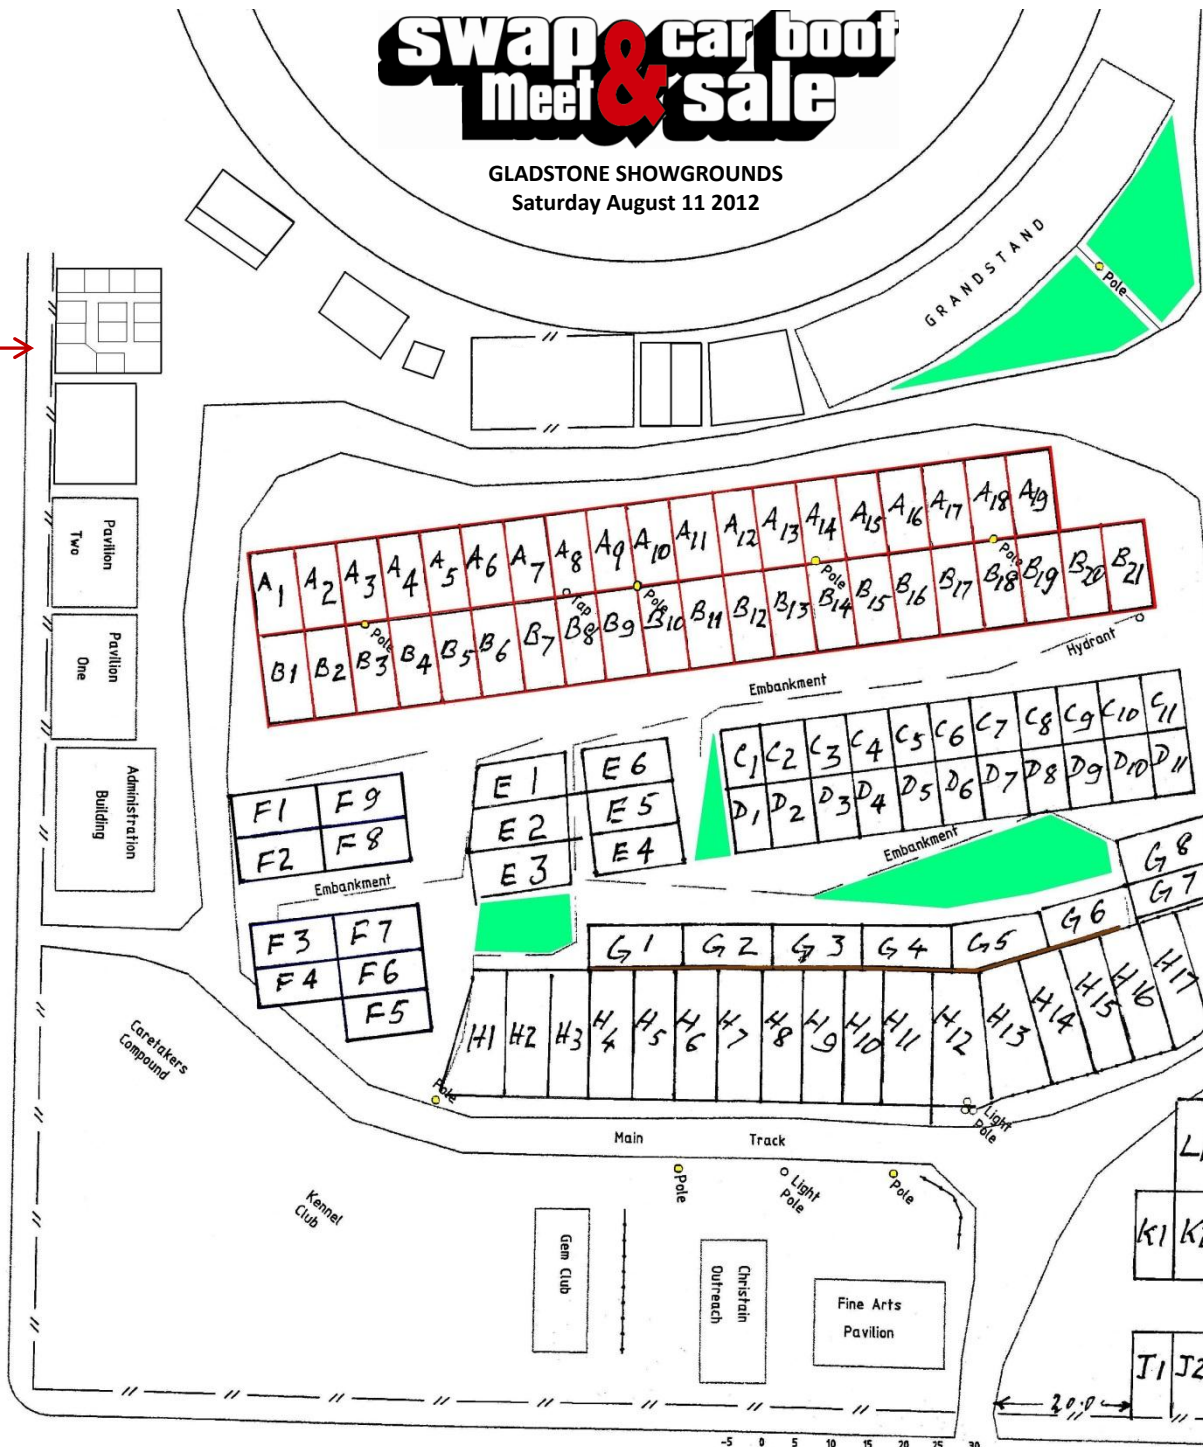 swap & car boot
Meet & sale
GLADSTONE SHOWGROUNDS
Saturday August 11 2012
GRANDSTAND
Pole
Pavilion
Two
Pavilion
One
Administration
Building
A1 A2 A3 A4 A5 A6 A7 A8 A9 A10 A11 A12 A13 A14 A15 A16 A17 A18 A19
Pole Tap Pole Pole Pole
B1 B2 B3 B4 B5 B6 B7 B8 B9 B10 B11 B12 B13 B14 B15 B16 B17 B18 B19 B20 B21
Hydrant
Embankment
C1 C2 C3 C4 C5 C6 C7 C8 C9 C10 C11
D1 D2 D3 D4 D5 D6 D7 D8 D9 D10 D11
Embankment
E1 E6
E2 E5
E3 E4
F1 F9
F2 F8
Embankment
F3 F7
F4 F6
F5
G8
G7
G1 G2 G3 G4 G5 G6
H1 H2 H3 H4 H5 H6 H7 H8 H9 H10 H11 H12 H13 H14 H15 H16 H17
Caretakers
Compound
Pole
Light
Pole
Main Track
Pole
Light
Pole
Pole
Kennel
Club
Gem Club
Christain
Outreach
Fine Arts
Pavilion
K1
J1 J2
20.0
-5 0 5 10 15 20 25 30